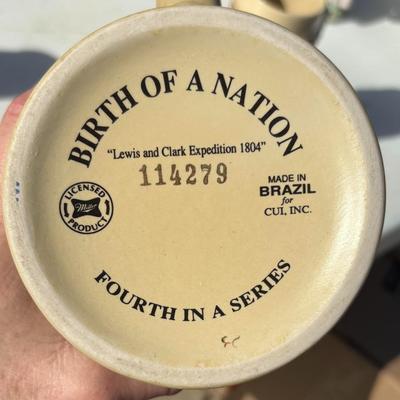 BIRTH OF A NATION
"Lewis and Clark Expedition 1804"
114279
LICENSED
Miller
PRODUCT
MADE IN
BRAZIL
for
CUI, INC.
FOURTH IN A SERIES